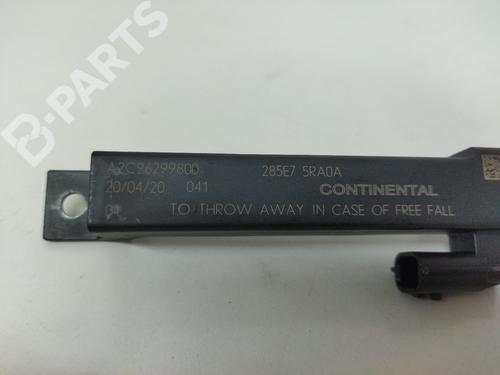 B-PARTS
A2C96299800 285E7 5RA0A
20/04/20 041 CONTINENTAL
TO THROW AWAY IN CASE OF FREE FALL